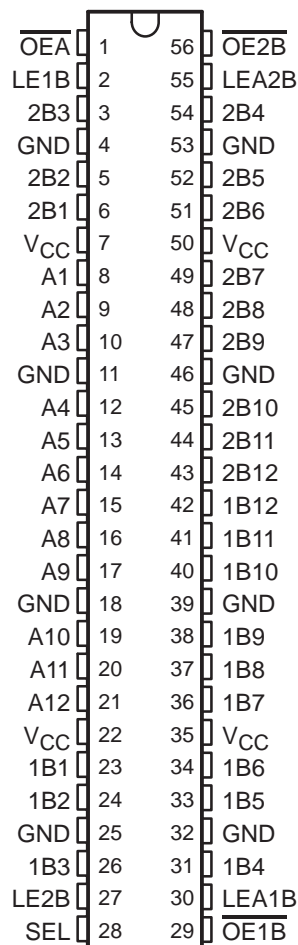 O̅E̅A̅ 1 56 O̅E̅2̅B̅
LE1B 2 55 LEA2B
2B3 3 54 2B4
GND 4 53 GND
2B2 5 52 2B5
2B1 6 51 2B6
VCC 7 50 VCC
A1 8 49 2B7
A2 9 48 2B8
A3 10 47 2B9
GND 11 46 GND
A4 12 45 2B10
A5 13 44 2B11
A6 14 43 2B12
A7 15 42 1B12
A8 16 41 1B11
A9 17 40 1B10
GND 18 39 GND
A10 19 38 1B9
A11 20 37 1B8
A12 21 36 1B7
VCC 22 35 VCC
1B1 23 34 1B6
1B2 24 33 1B5
GND 25 32 GND
1B3 26 31 1B4
LE2B 27 30 LEA1B
SEL 28 29 O̅E̅1̅B̅